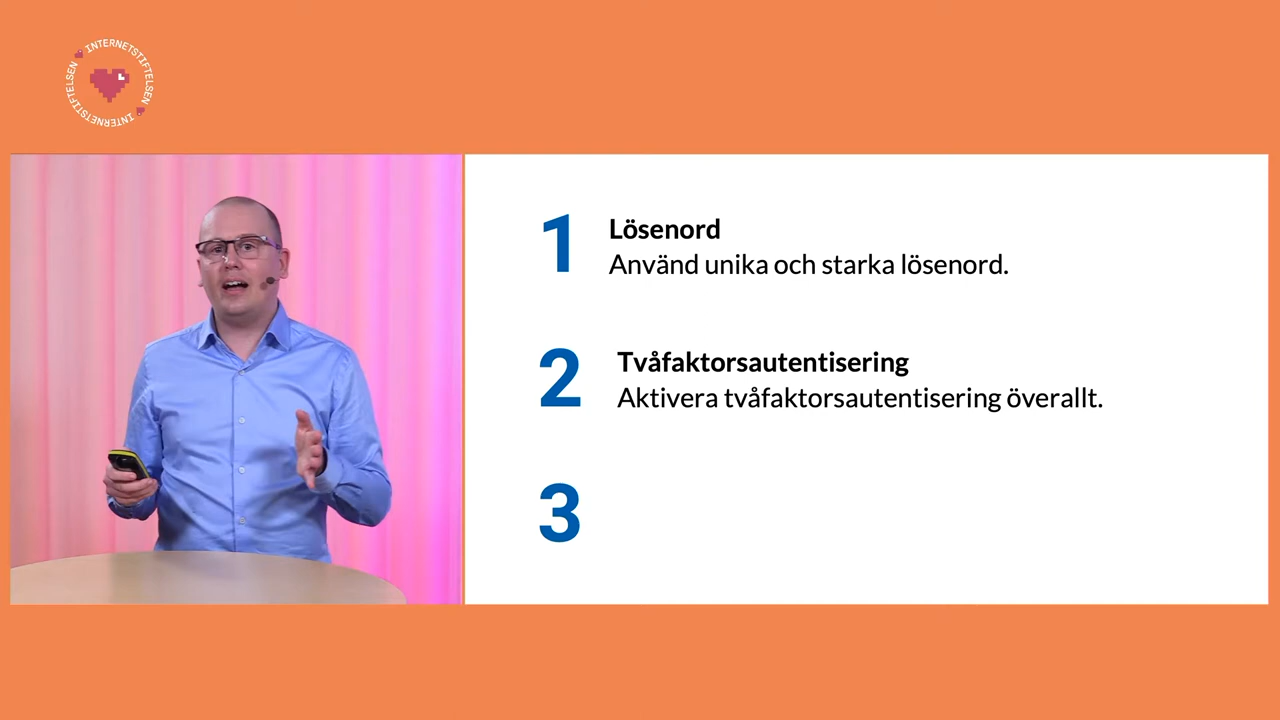 INTERNETSTIFTELSEN
INTERNETSTIFTELSEN
1
Lösenord
Använd unika och starka lösenord.
2
Tvåfaktorsautentisering
Aktivera tvåfaktorsautentisering överallt.
3